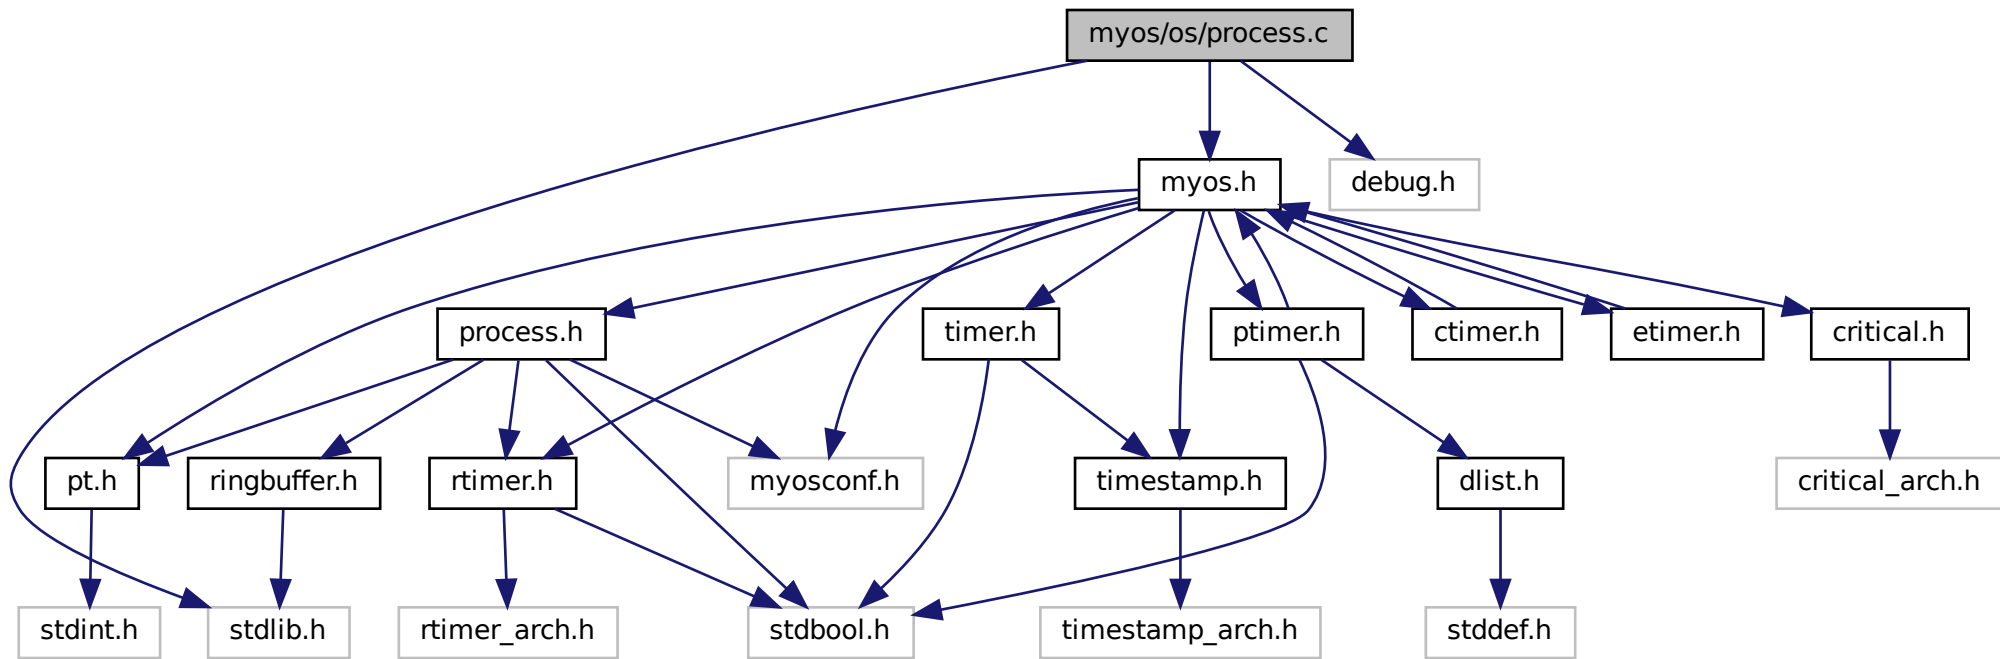 myos/os/process.c
myos.h
debug.h
process.h
timer.h
ptimer.h
ctimer.h
etimer.h
critical.h
pt.h
ringbuffer.h
rtimer.h
myosconf.h
timestamp.h
dlist.h
critical_arch.h
stdint.h
stdlib.h
rtimer_arch.h
stdbool.h
timestamp_arch.h
stddef.h